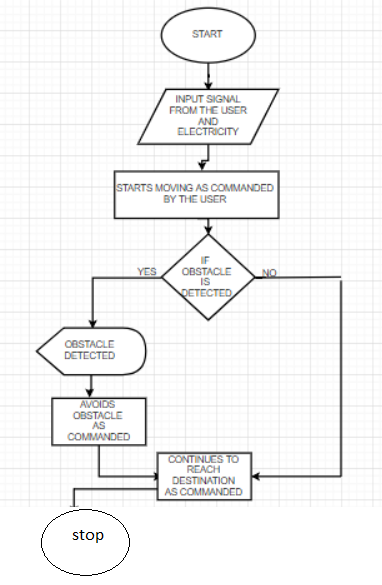 START
INPUT SIGNAL
FROM THE USER
AND
ELECTRICITY
STARTS MOVING AS COMMANDED
BY THE USER
IF
OBSTACLE
IS
DETECTED
YES
NO
OBSTACLE
DETECTED
AVOIDS
OBSTACLE
AS
COMMANDED
CONTINUES TO
REACH
DESTINATION
AS COMMANDED
stop